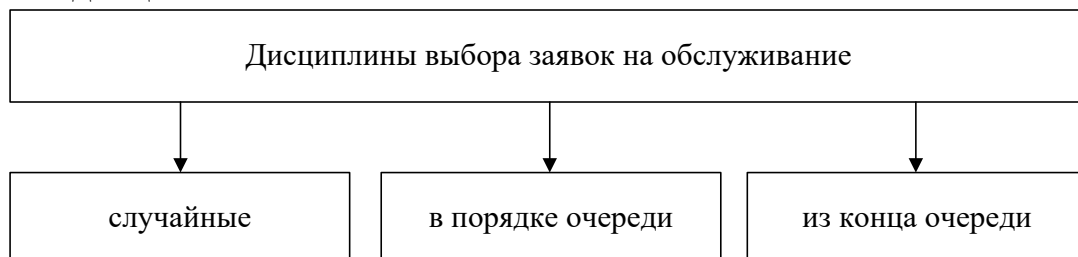 Дисциплины выбора заявок на обслуживание
случайные
в порядке очереди
из конца очереди